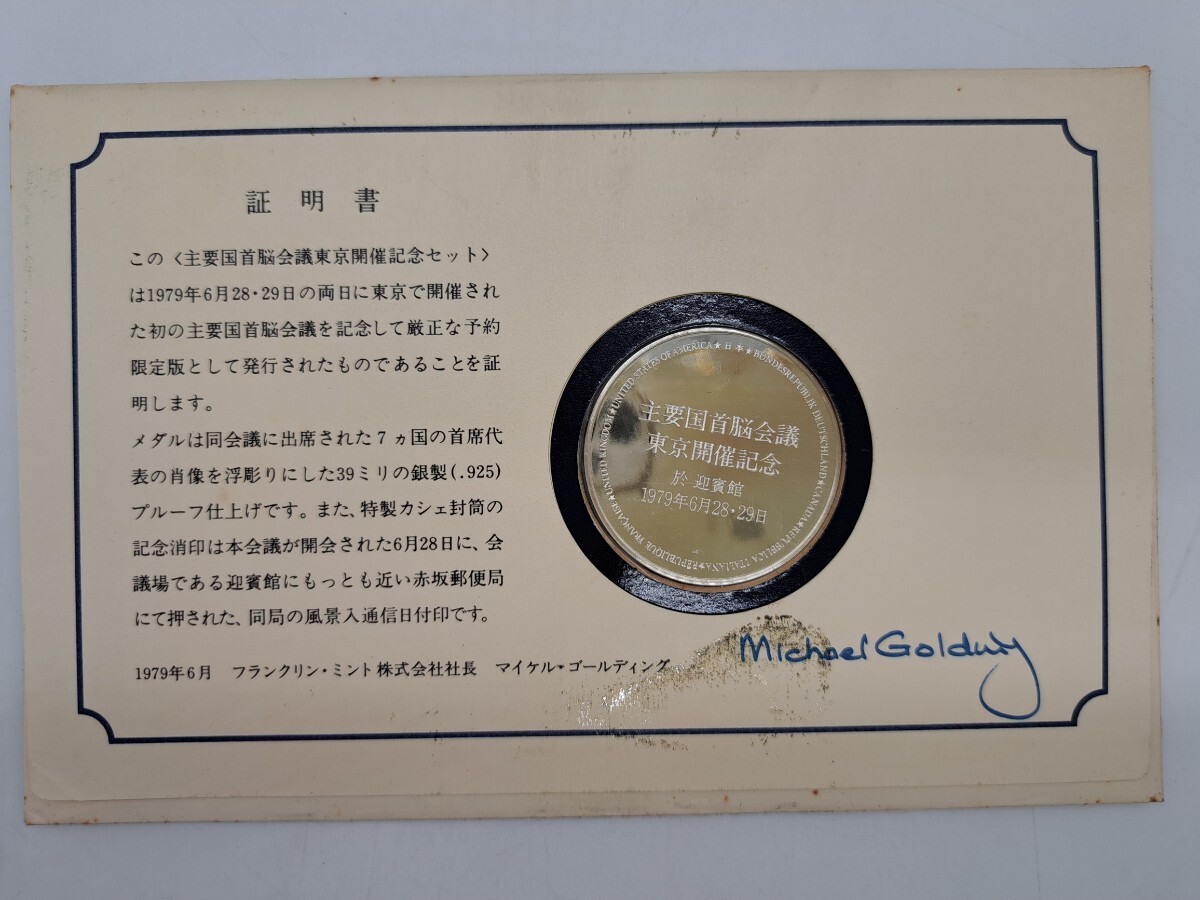 証明書
この〈主要国首脳会議東京開催記念セット〉
は1979年6月28・29日の両日に東京で開催され
た初の主要国首脳会議を記念して厳正な予約
限定版として発行されたものであることを証
明します。
メダルは同会議に出席された７ヵ国の首席代
表の肖像を浮彫りにした39ミリの銀製(.925)
プルーフ仕上げです。また、特製カシェ封筒の
記念消印は本会議が開会された6月28日に、会
議場である迎賓館にもっとも近い赤坂郵便局
にて押された、同局の風景入通信日付印です。
1979年6月 フランクリン・ミント株式会社社長 マイケル・ゴールディング
Michael Golding
★UNITED STATES OF AMERICA★日本★BUNDESREPUBLIK DEUTSCHLAND★CANADA★REPUBBLICA ITALIANA★REPUBLIQUE FRANÇAISE★UNITED KINGDOM
主要国首脳会議
東京開催記念
於 迎賓館
1979年6月28・29日